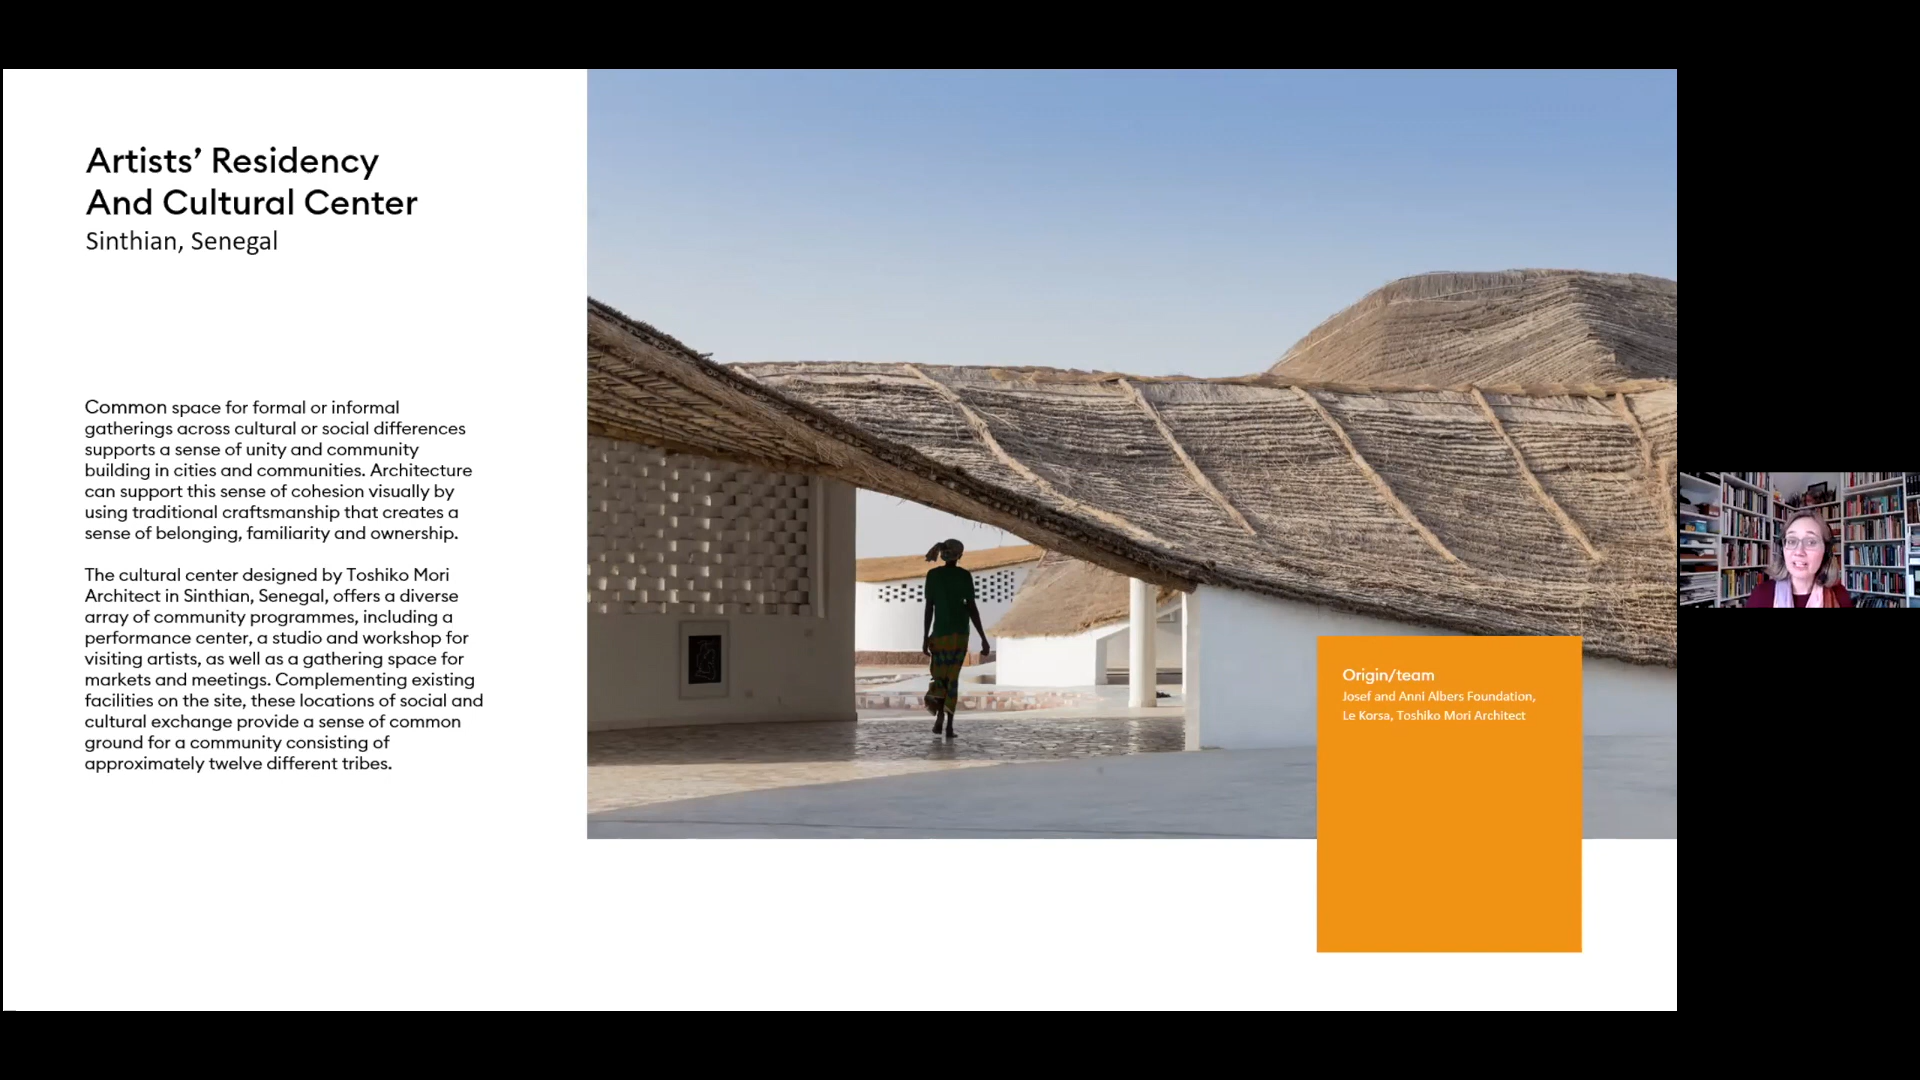 Artists’ Residency
And Cultural Center
Sinthian, Senegal
Common space for formal or informal
gatherings across cultural or social differences
supports a sense of unity and community
building in cities and communities. Architecture
can support this sense of cohesion visually by
using traditional craftsmanship that creates a
sense of belonging, familiarity and ownership.
The cultural center designed by Toshiko Mori
Architect in Sinthian, Senegal, offers a diverse
array of community programmes, including a
performance center, a studio and workshop for
visiting artists, as well as a gathering space for
markets and meetings. Complementing existing
facilities on the site, these locations of social and
cultural exchange provide a sense of common
ground for a community consisting of
approximately twelve different tribes.
Origin/team
Josef and Anni Albers Foundation,
Le Korsa, Toshiko Mori Architect